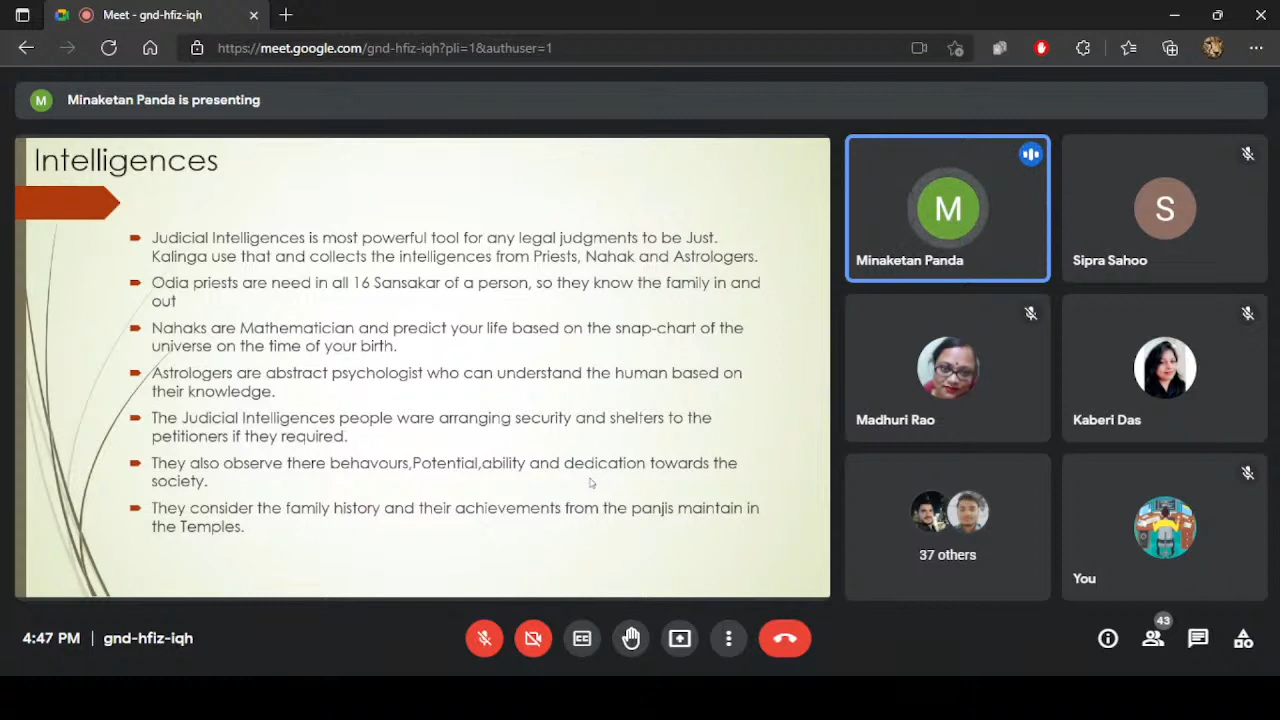 Meet - gnd-hfiz-iqh
https://meet.google.com/gnd-hfiz-iqh?pli=1&authuser=1
M
Minaketan Panda is presenting
Intelligences
Judicial Intelligences is most powerful tool for any legal judgments to be Just.
Kalinga use that and collects the intelligences from Priests, Nahak and Astrologers.
Odia priests are need in all 16 Sansakar of a person, so they know the family in and
out
Nahaks are Mathematician and predict your life based on the snap-chart of the
universe on the time of your birth.
Astrologers are abstract psychologist who can understand the human based on
their knowledge.
The Judicial Intelligences people ware arranging security and shelters to the
petitioners if they required.
They also observe there behavours,Potential,ability and dedication towards the
society.
They consider the family history and their achievements from the panjis maintain in
the Temples.
M
Minaketan Panda
S
Sipra Sahoo
Madhuri Rao
Kaberi Das
37 others
You
4:47 PM | gnd-hfiz-iqh
CC
43